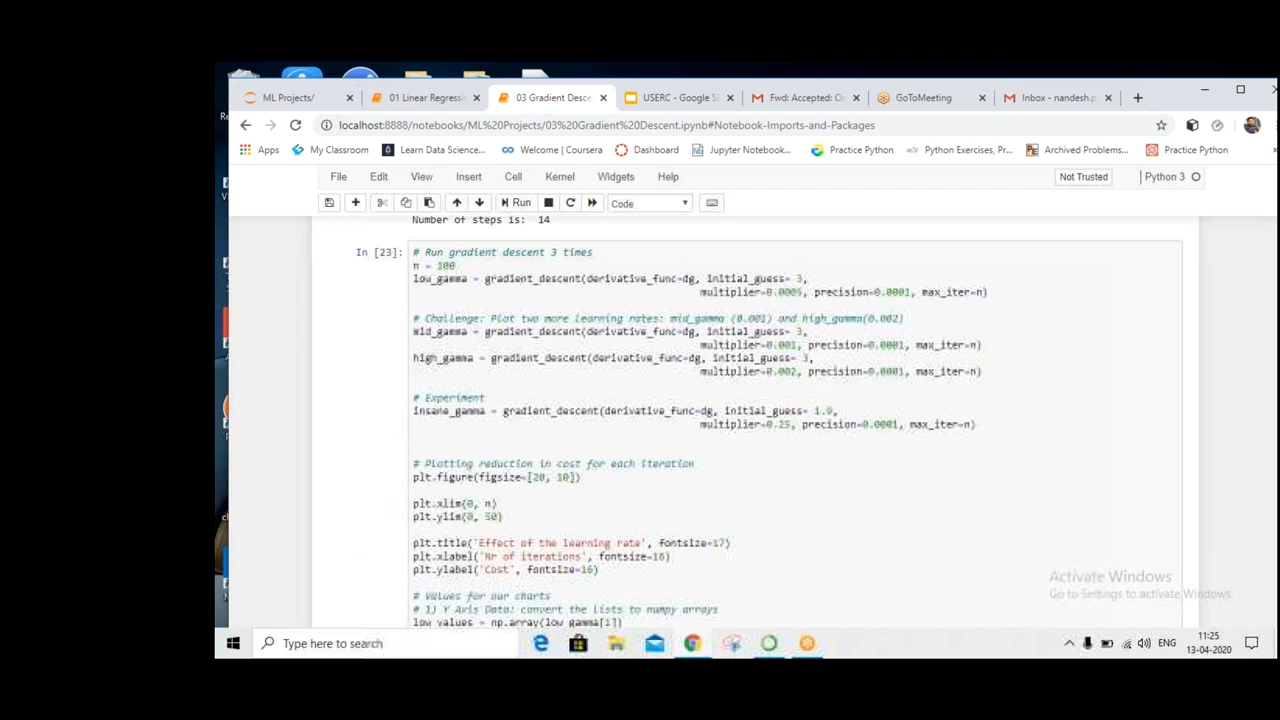 ML Projects/
01 Linear Regressi
03 Gradient Desce
USERC - Google Sl
Fwd: Accepted: On
GoToMeeting
Inbox - nandesh.p
localhost:8888/notebooks/ML%20Projects/03%20Gradient%20Descent.ipynb#Notebook-Imports-and-Packages
Apps
My Classroom
Learn Data Science...
Welcome | Coursera
Dashboard
Jupyter Notebook...
Practice Python
Python Exercises, Pr...
Archived Problems...
Practice Python
File Edit View Insert Cell Kernel Widgets Help
Not Trusted
Python 3
Run
Code
Number of steps is: 14
In [23]:
# Run gradient descent 3 times
n = 100
low_gamma = gradient_descent(derivative_func=dg, initial_guess= 3,
multiplier=0.0005, precision=0.0001, max_iter=n)
# Challenge: Plot two more learning rates: mid_gamma (0.001) and high_gamma(0.002)
mid_gamma = gradient_descent(derivative_func=dg, initial_guess= 3,
multiplier=0.001, precision=0.0001, max_iter=n)
high_gamma = gradient_descent(derivative_func=dg, initial_guess= 3,
multiplier=0.002, precision=0.0001, max_iter=n)
# Experiment
insane_gamma = gradient_descent(derivative_func=dg, initial_guess= 1.9,
multiplier=0.25, precision=0.0001, max_iter=n)
# Plotting reduction in cost for each iteration
plt.figure(figsize=[20, 10])
plt.xlim(0, n)
plt.ylim(0, 50)
plt.title('Effect of the learning rate', fontsize=17)
plt.xlabel('Nr of iterations', fontsize=16)
plt.ylabel('Cost', fontsize=16)
# Values for our charts
# 1) Y Axis Data: convert the lists to numpy arrays
low_values = np.array(low_gamma[1])
Activate Windows
Go to Settings to activate Windows.
Type here to search
ENG
11:25
13-04-2020